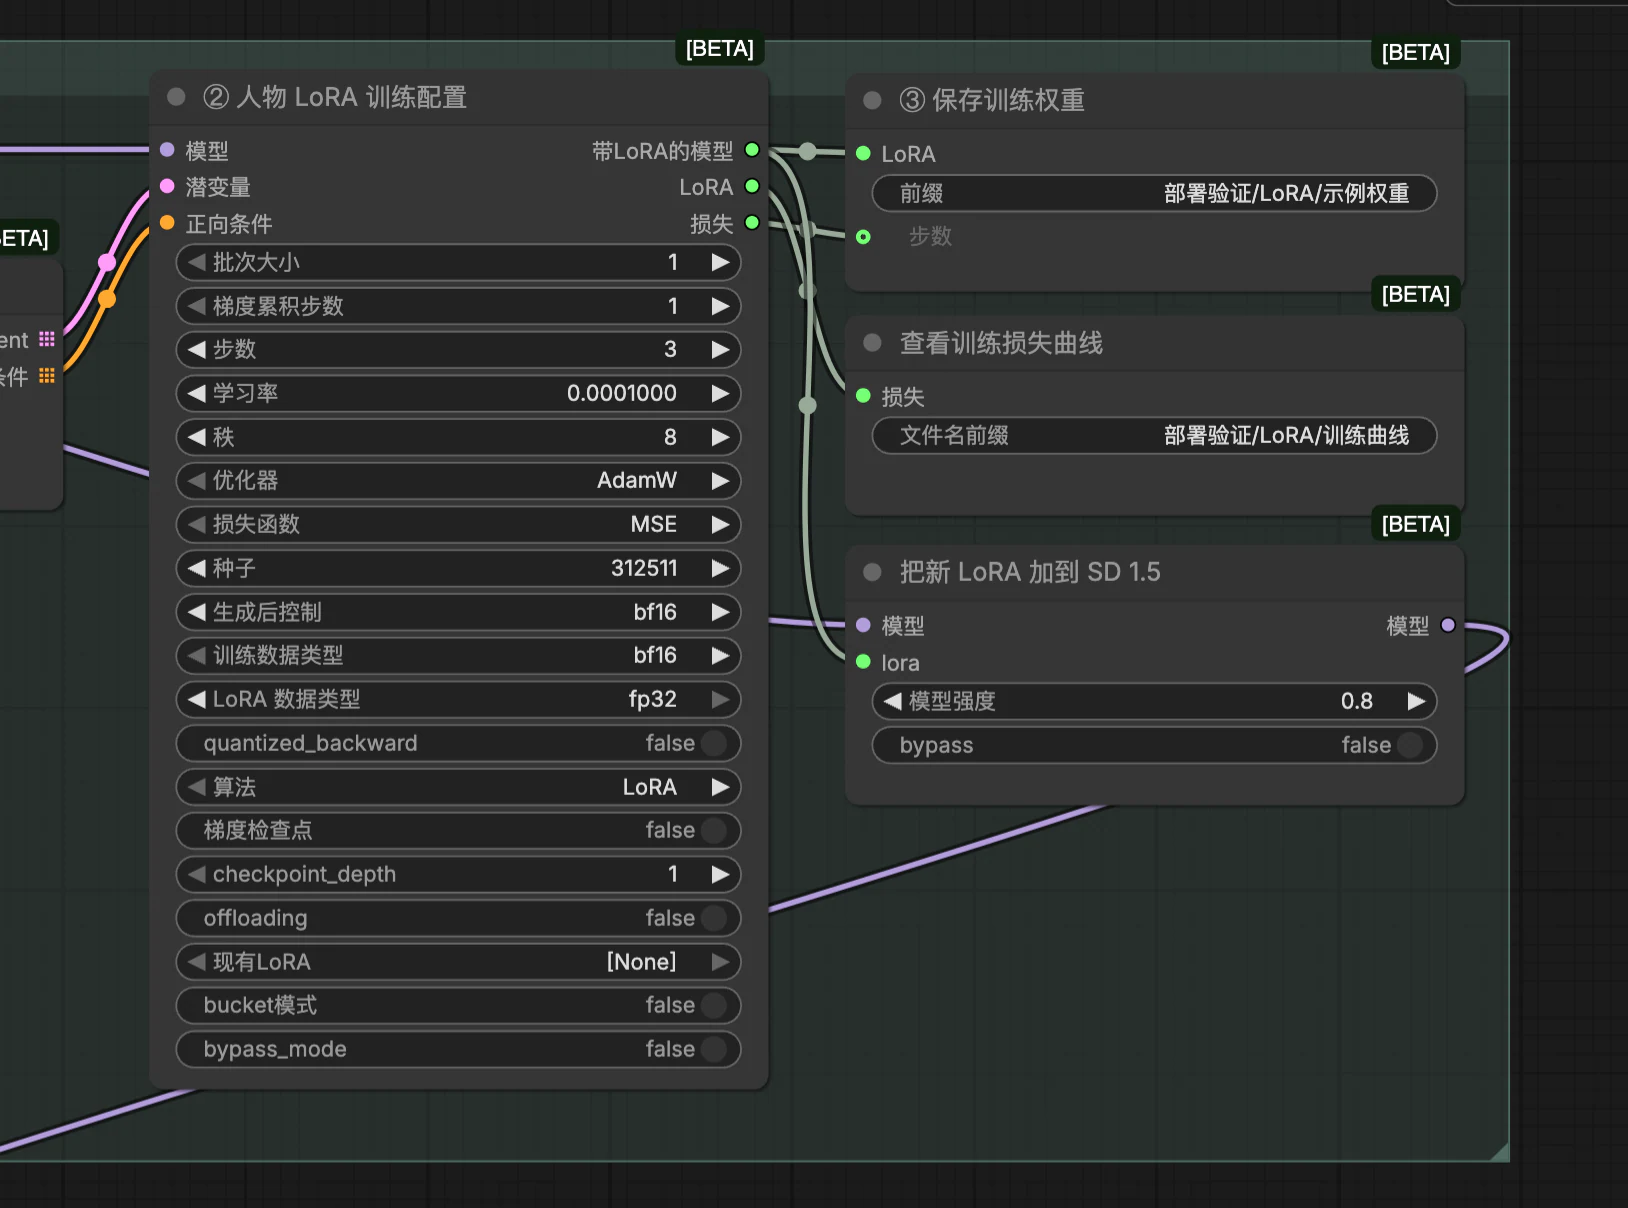 [BETA]
② 人物 LoRA 训练配置
模型
带LoRA的模型
潜变量
LoRA
正向条件
损失
批次大小 1
梯度累积步数 1
步数 3
学习率 0.0001000
秩 8
优化器 AdamW
损失函数 MSE
种子 312511
生成后控制 bf16
训练数据类型 bf16
LoRA 数据类型 fp32
quantized_backward false
算法 LoRA
梯度检查点 false
checkpoint_depth 1
offloading false
现有LoRA [None]
bucket模式 false
bypass_mode false
ETA]
ent
条件
[BETA]
③ 保存训练权重
LoRA
前缀 部署验证/LoRA/示例权重
步数
[BETA]
查看训练损失曲线
损失
文件名前缀 部署验证/LoRA/训练曲线
[BETA]
把新 LoRA 加到 SD 1.5
模型
模型
lora
模型强度 0.8
bypass false